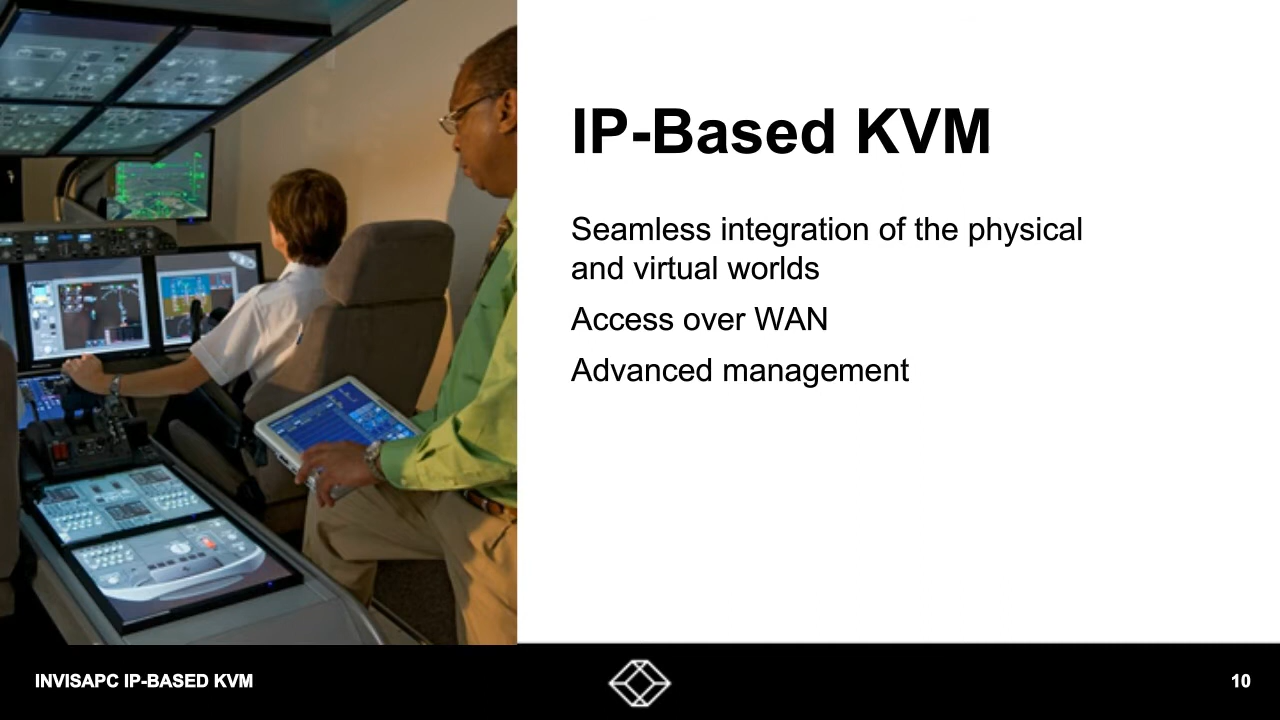 IP-Based KVM
Seamless integration of the physical
and virtual worlds
Access over WAN
Advanced management
INVISAPC IP-BASED KVM
10